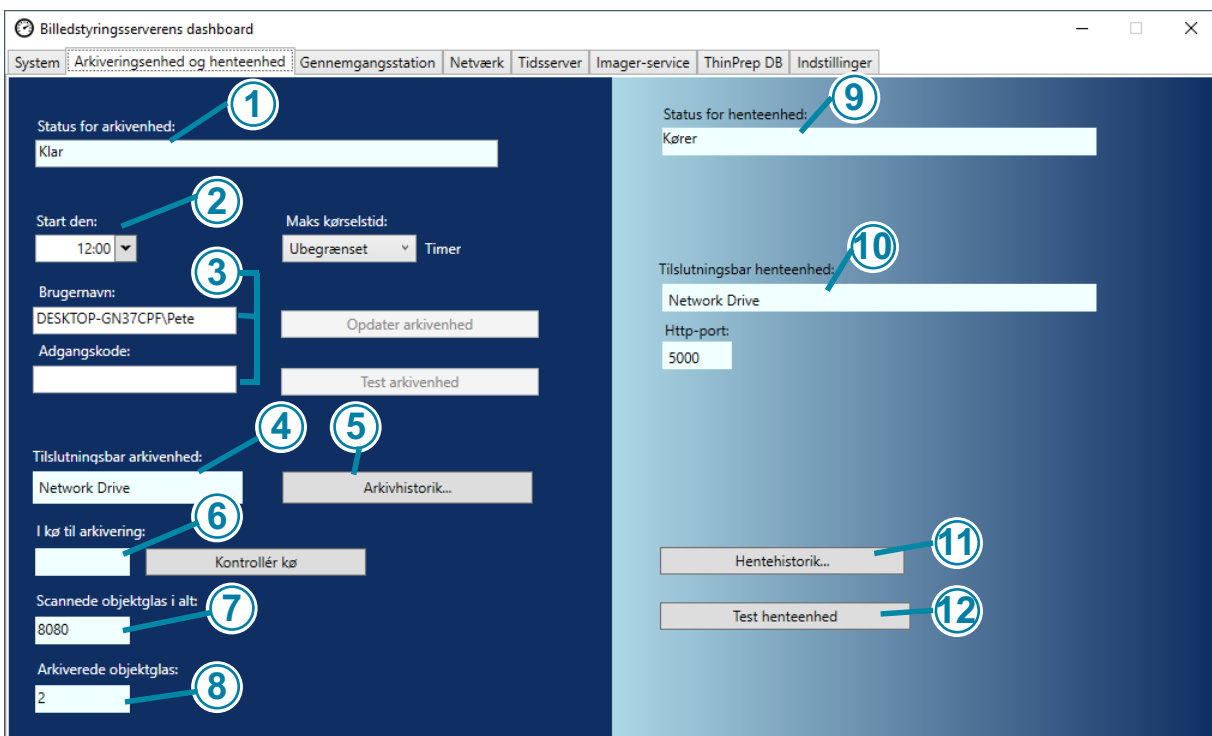 Billedstyringsserverens dashboard
System Arkiveringsenhed og henteenhed Gennemgangsstation Netværk Tidsserver Imager-service ThinPrep DB Indstillinger
1
Status for arkivenhed:
Klar
2
Start den:
12:00
Maks kørselstid:
Ubegrænset Timer
3
Brugernavn:
DESKTOP-GN37CPF\Pete
Opdater arkivenhed
Adgangskode:
Test arkivenhed
4
5
Tilslutningsbar arkivenhed:
Network Drive
Arkivhistorik...
6
I kø til arkivering:
Kontrollér kø
Scannede objektglas i alt:
7
8080
Arkiverede objektglas:
8
2
9
Status for henteenhed:
Kører
10
Tilslutningsbar henteenhed:
Network Drive
Http-port:
5000
11
Hentehistorik...
12
Test henteenhed